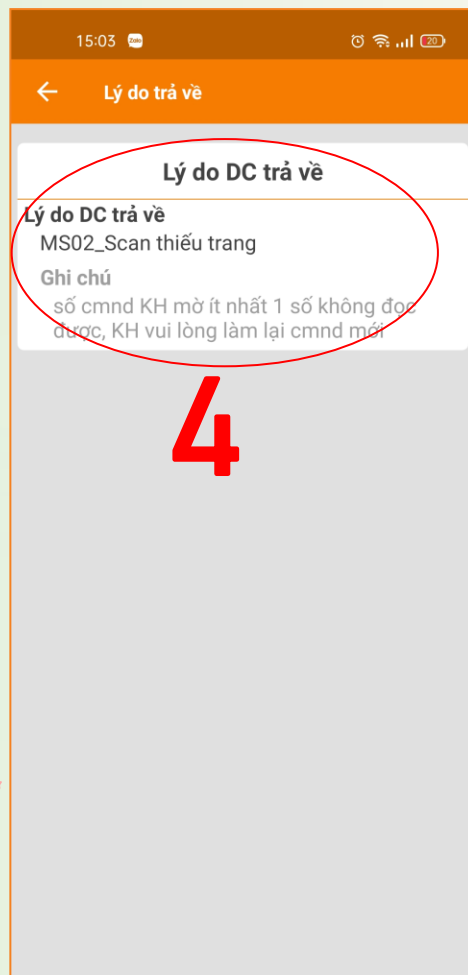 15:03 Zalo 20
Lý do trả về
Lý do DC trả về
Lý do DC trả về
MS02_Scan thiếu trang
Ghi chú
số cmnd KH mờ ít nhất 1 số không đọc
được, KH vui lòng làm lại cmnd mới
4